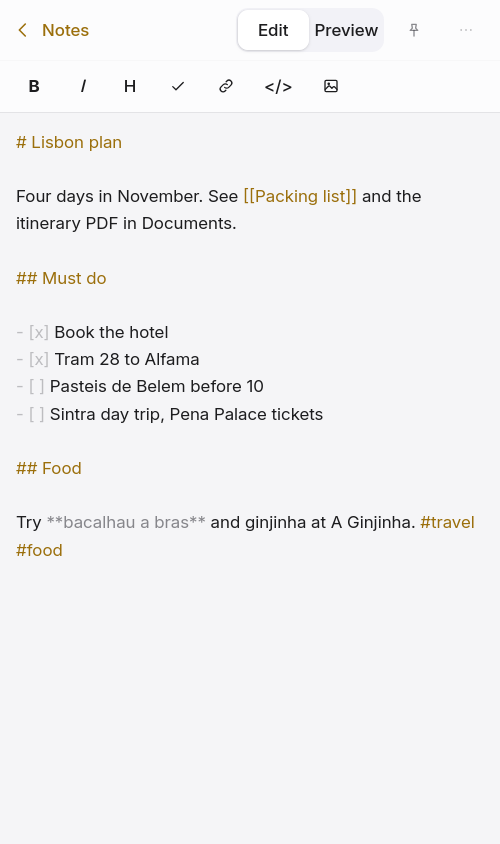 Notes
Edit
Preview
B
I
H
</>
# Lisbon plan
Four days in November. See [[Packing list]] and the
itinerary PDF in Documents.
## Must do
- [x] Book the hotel
- [x] Tram 28 to Alfama
- [ ] Pasteis de Belem before 10
- [ ] Sintra day trip, Pena Palace tickets
## Food
Try **bacalhau a bras** and ginjinha at A Ginjinha. #travel
#food